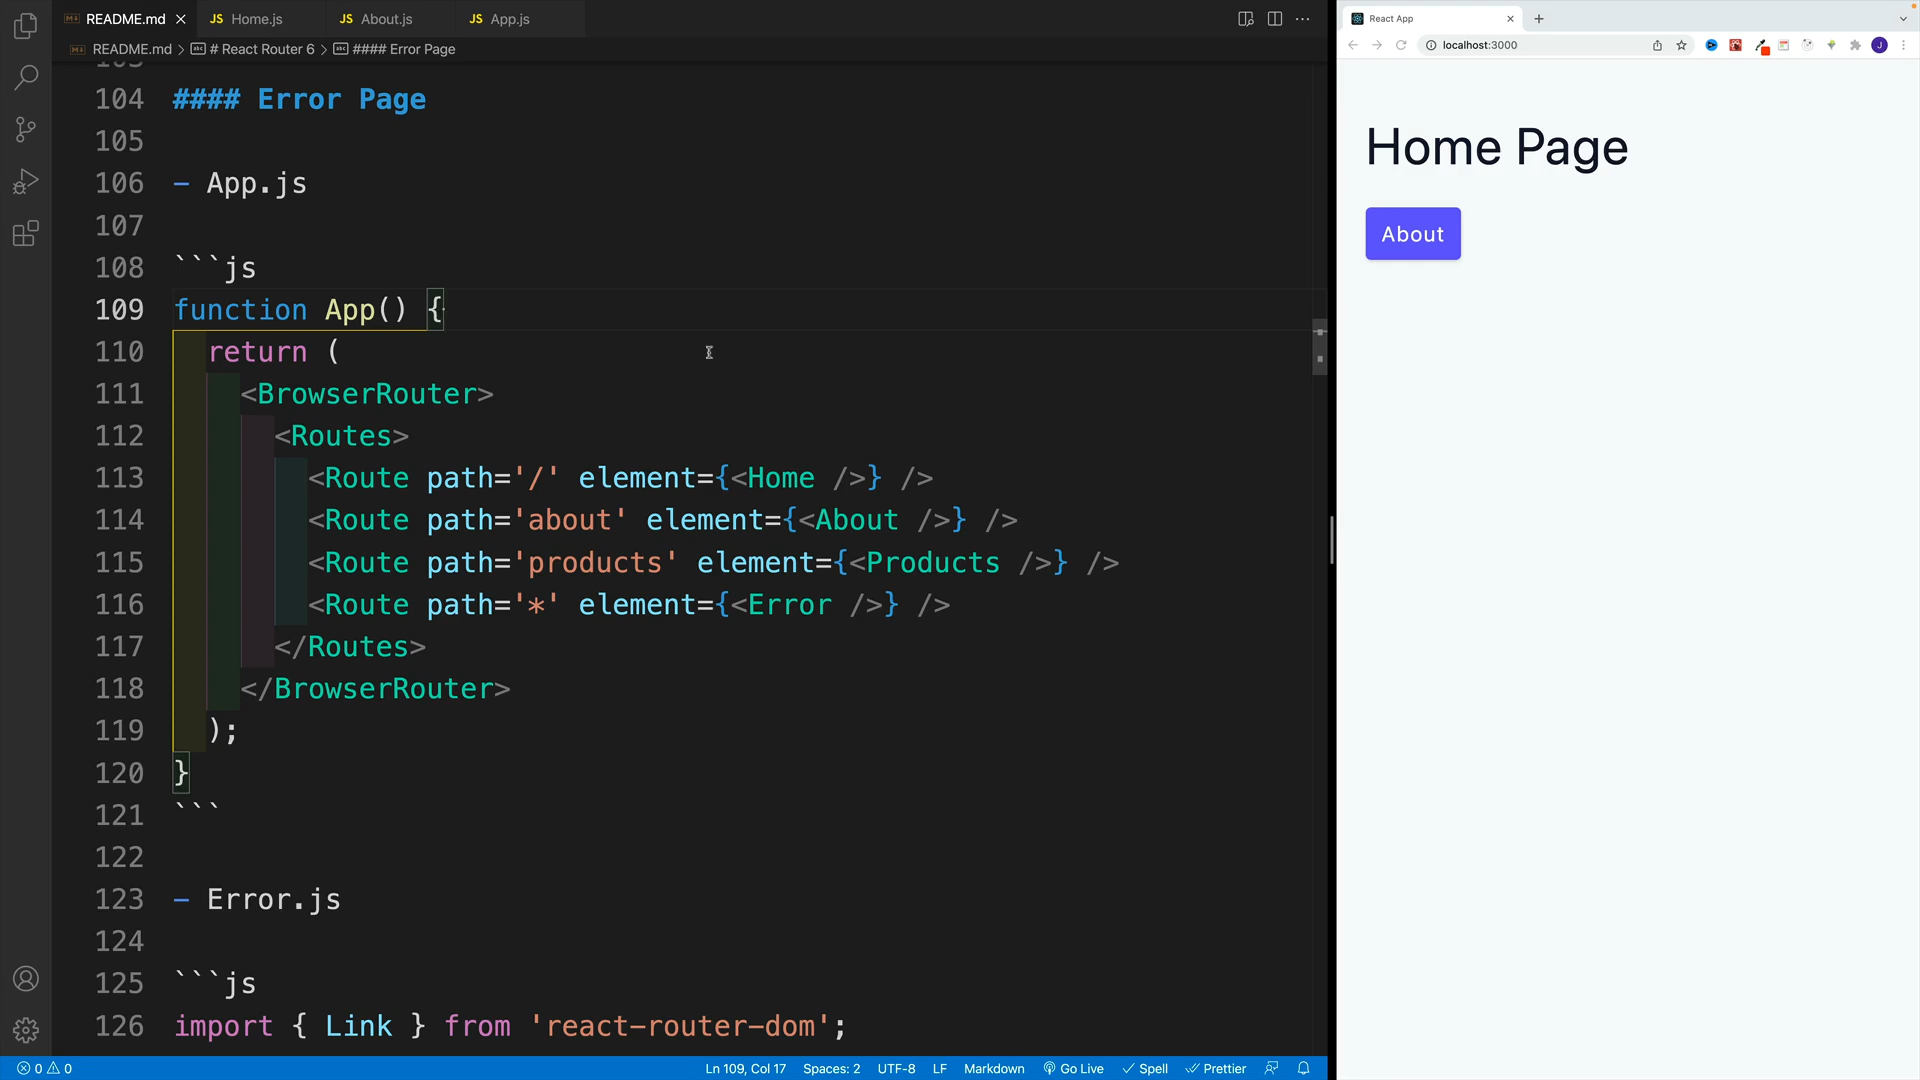 README.md
JS Home.js
JS About.js
JS App.js
README.md > # React Router 6 > #### Error Page
103
104 #### Error Page
105
106 - App.js
107
108 ```js
109 function App() {
110 return (
111 <BrowserRouter>
112 <Routes>
113 <Route path='/' element={<Home />} />
114 <Route path='about' element={<About />} />
115 <Route path='products' element={<Products />} />
116 <Route path='*' element={<Error />} />
117 </Routes>
118 </BrowserRouter>
119 );
120 }
121 ```
122
123 - Error.js
124
125 ```js
126 import { Link } from 'react-router-dom';
0 0
Ln 109, Col 17
Spaces: 2
UTF-8
LF
Markdown
Go Live
Spell
Prettier
React App
localhost:3000
J
Home Page
About